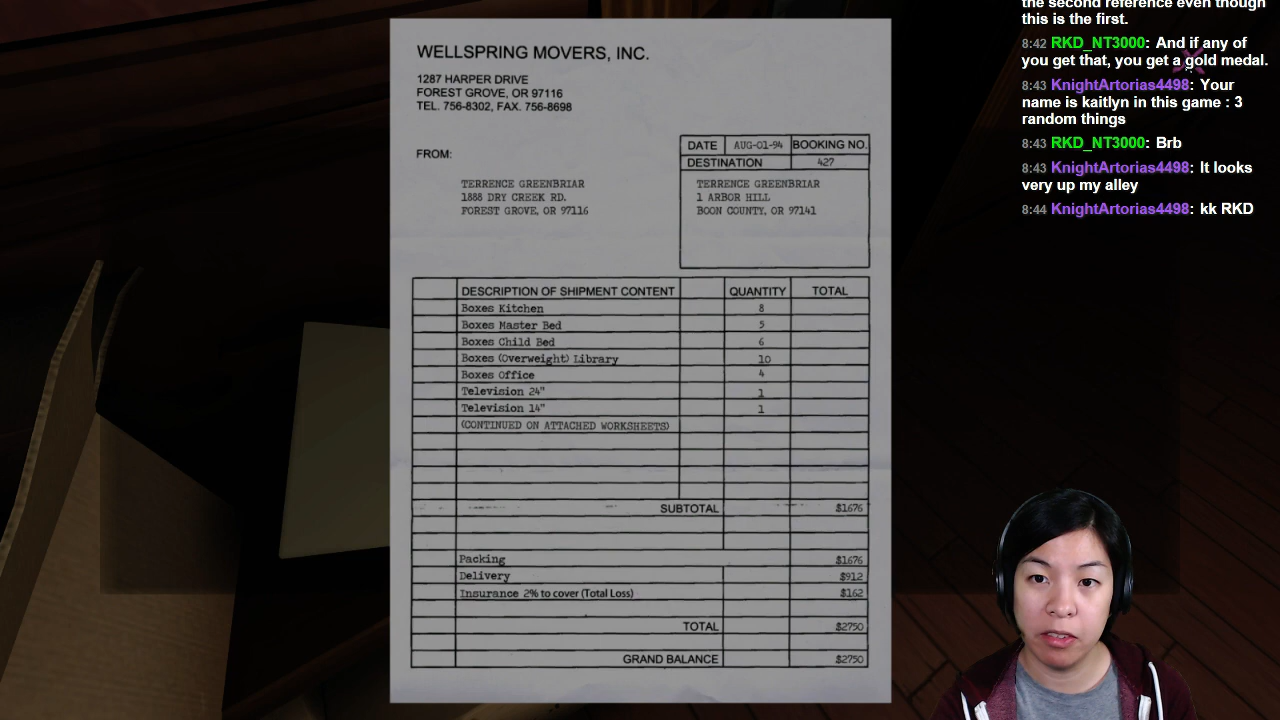 the second reference even though
this is the first.
8:42 RKD_NT3000: And if any of
you get that, you get a gold medal.
8:43 KnightArtorias4498: Your
name is kaitlyn in this game : 3
random things
8:43 RKD_NT3000: Brb
8:43 KnightArtorias4498: It looks
very up my alley
8:44 KnightArtorias4498: kk RKD
WELLSPRING MOVERS, INC.
1287 HARPER DRIVE
FOREST GROVE, OR 97116
TEL. 756-8302, FAX. 756-8698
DATE AUG-01-94 BOOKING NO.
DESTINATION 427
FROM:
TERRENCE GREENBRIAR
1888 DRY CREEK RD.
FOREST GROVE, OR 97116
TERRENCE GREENBRIAR
1 ARBOR HILL
BOON COUNTY, OR 97141
DESCRIPTION OF SHIPMENT CONTENT QUANTITY TOTAL
Boxes Kitchen 8
Boxes Master Bed 5
Boxes Child Bed 6
Boxes (Overweight) Library 10
Boxes Office 4
Television 24" 1
Television 14" 1
(CONTINUED ON ATTACHED WORKSHEETS)
SUBTOTAL $1676
Packing $1676
Delivery $912
Insurance 2% to cover (Total Loss) $162
TOTAL $2750
GRAND BALANCE $2750